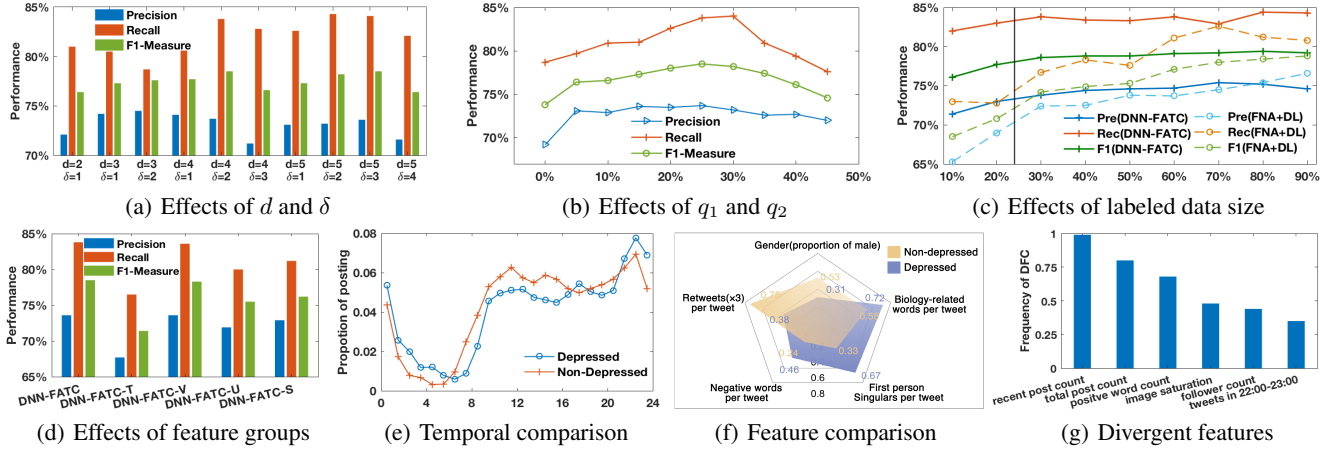 Performance
85%
80%
75%
70%
Precision
Recall
F1-Measure
d=2 d=3 d=3 d=4 d=4 d=4 d=5 d=5 d=5 d=5
δ=1 δ=1 δ=2 δ=1 δ=2 δ=3 δ=1 δ=2 δ=3 δ=4
(a) Effects of d and δ
Performance
85%
80%
75%
70%
Precision
Recall
F1-Measure
0% 10% 20% 30% 40% 50%
(b) Effects of q1 and q2
Performance
85%
80%
75%
70%
65%
Pre(DNN-FATC) Pre(FNA+DL)
Rec(DNN-FATC) Rec(FNA+DL)
F1(DNN-FATC) F1(FNA+DL)
10% 20% 30% 40% 50% 60% 70% 80% 90%
(c) Effects of labeled data size
Performance
85%
80%
75%
70%
65%
Precision
Recall
F1-Measure
DNN-FATC DNN-FATC-T DNN-FATC-V DNN-FATC-U DNN-FATC-S
(d) Effects of feature groups
Propotion of posting
0.08
0.06
0.04
0.02
0
Depressed
Non-Depressed
0 4 8 12 16 20 24
(e) Temporal comparison
Gender(proportion of male)
Non-depressed
Depressed
0.53
0.31
Retweets(×3)
per tweet
0.75
0.38
0.72
0.55
Biology-related
words per tweet
0.24
0.46
0.33
0.67
0.6
0.8
Negative words
per tweet
First person
Singulars per tweet
(f) Feature comparison
Frequency of DFC
1
0.75
0.5
0.25
0
recent post count
total post count
positve word count
image saturation
follower count
tweets in 22:00-23:00
(g) Divergent features